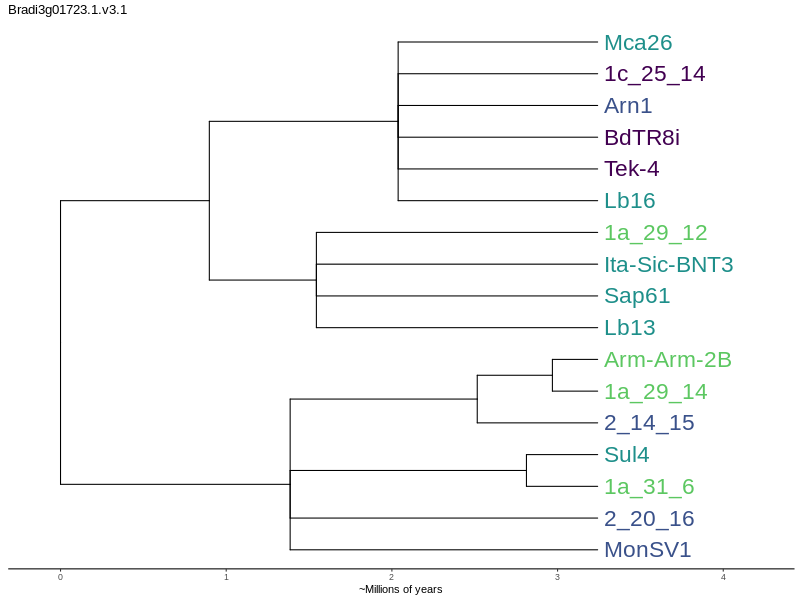 Bradi3g01723.1.v3.1
Mca26
1c_25_14
Arn1
BdTR8i
Tek-4
Lb16
1a_29_12
Ita-Sic-BNT3
Sap61
Lb13
Arm-Arm-2B
1a_29_14
2_14_15
Sul4
1a_31_6
2_20_16
MonSV1
0 1 2 3 4
~Millions of years